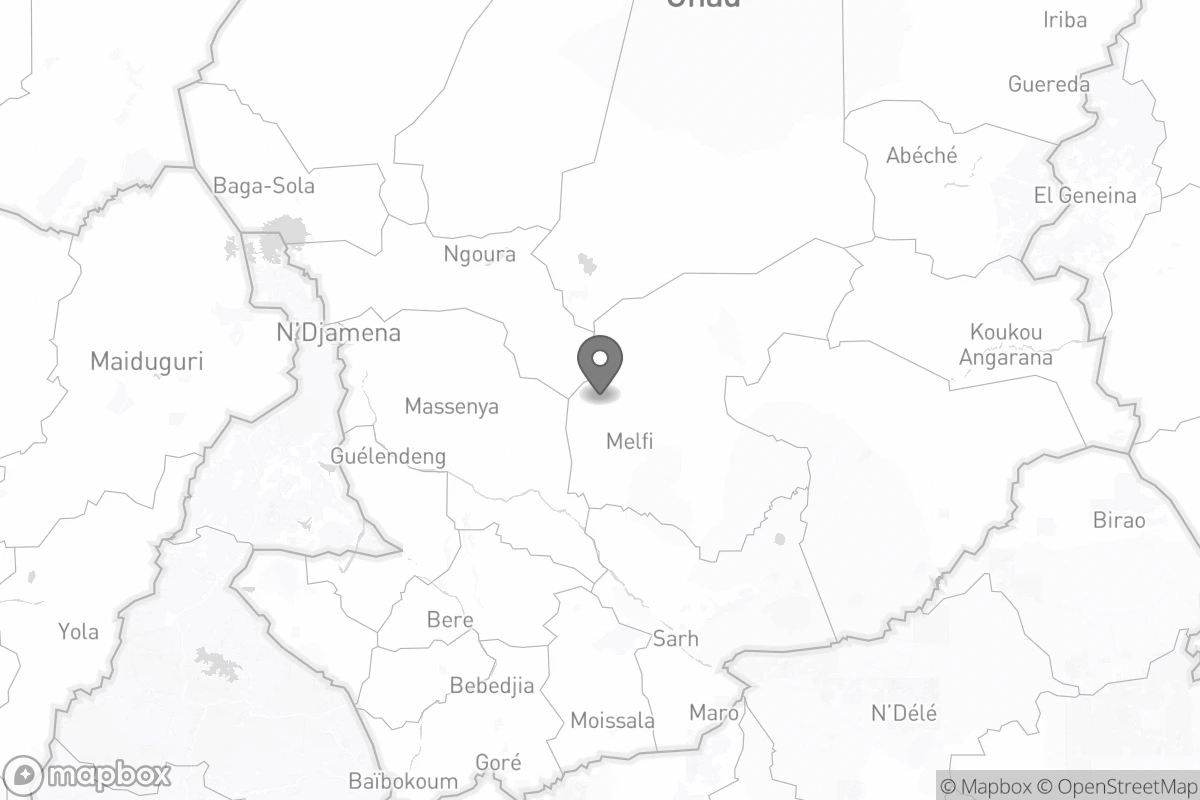 Chad
Iriba
Guereda
Abéché
Baga-Sola
El Geneina
Ngoura
N'Djamena
Koukou
Angarana
Maiduguri
Massenya
Melfi
Guélendeng
Birao
Bere
Yola
Sarh
Bebedjia
Maro
N'Délé
Moissala
Goré
Baïbokoum
mapbox
© Mapbox © OpenStreetMap